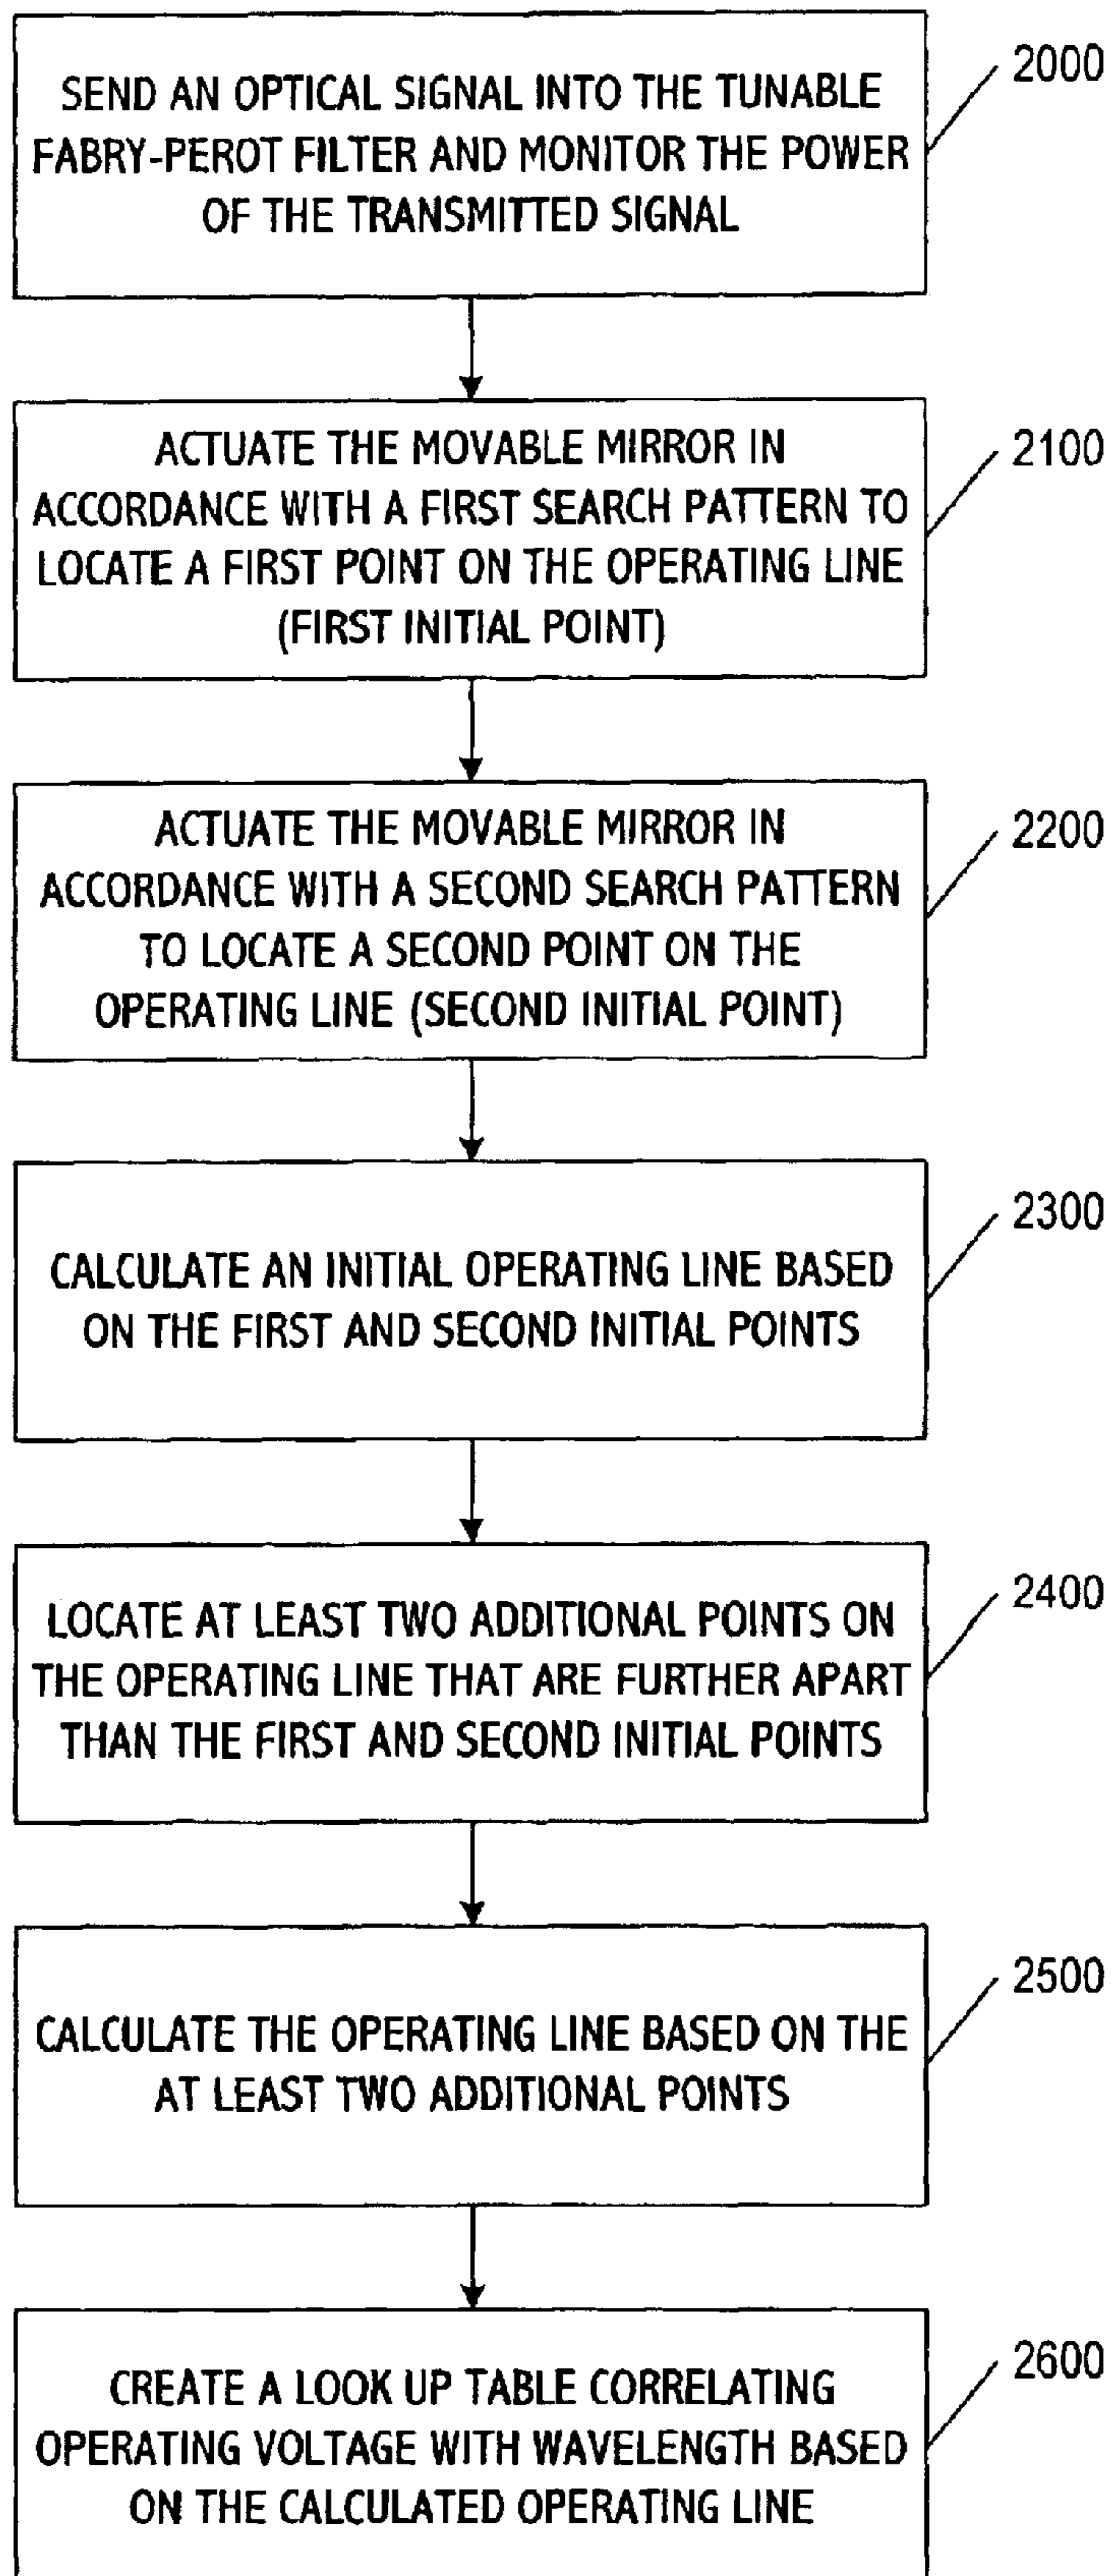 SEND AN OPTICAL SIGNAL INTO THE TUNABLE
FABRY-PEROT FILTER AND MONITOR THE POWER
OF THE TRANSMITTED SIGNAL
2000
ACTUATE THE MOVABLE MIRROR IN
ACCORDANCE WITH A FIRST SEARCH PATTERN TO
LOCATE A FIRST POINT ON THE OPERATING LINE
(FIRST INITIAL POINT)
2100
ACTUATE THE MOVABLE MIRROR IN
ACCORDANCE WITH A SECOND SEARCH PATTERN
TO LOCATE A SECOND POINT ON THE
OPERATING LINE (SECOND INITIAL POINT)
2200
CALCULATE AN INITIAL OPERATING LINE BASED
ON THE FIRST AND SECOND INITIAL POINTS
2300
LOCATE AT LEAST TWO ADDITIONAL POINTS ON
THE OPERATING LINE THAT ARE FURTHER APART
THAN THE FIRST AND SECOND INITIAL POINTS
2400
CALCULATE THE OPERATING LINE BASED ON THE
AT LEAST TWO ADDITIONAL POINTS
2500
CREATE A LOOK UP TABLE CORRELATING
OPERATING VOLTAGE WITH WAVELENGTH BASED
ON THE CALCULATED OPERATING LINE
2600